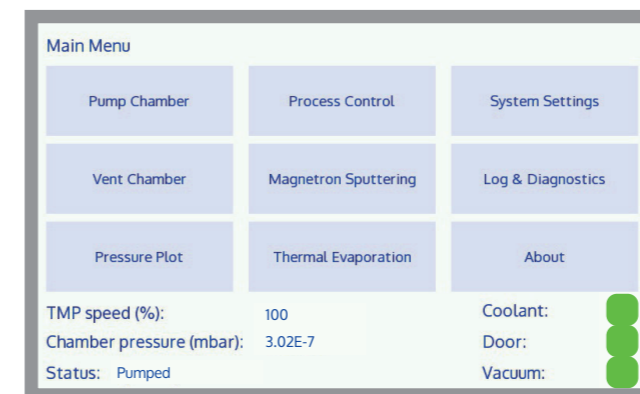 Main Menu
Pump Chamber Process Control System Settings
Vent Chamber Magnetron Sputtering Log & Diagnostics
Pressure Plot Thermal Evaporation About
TMP speed (%): 100 Coolant:
Chamber pressure (mbar): 3.02E-7 Door:
Status: Pumped Vacuum: